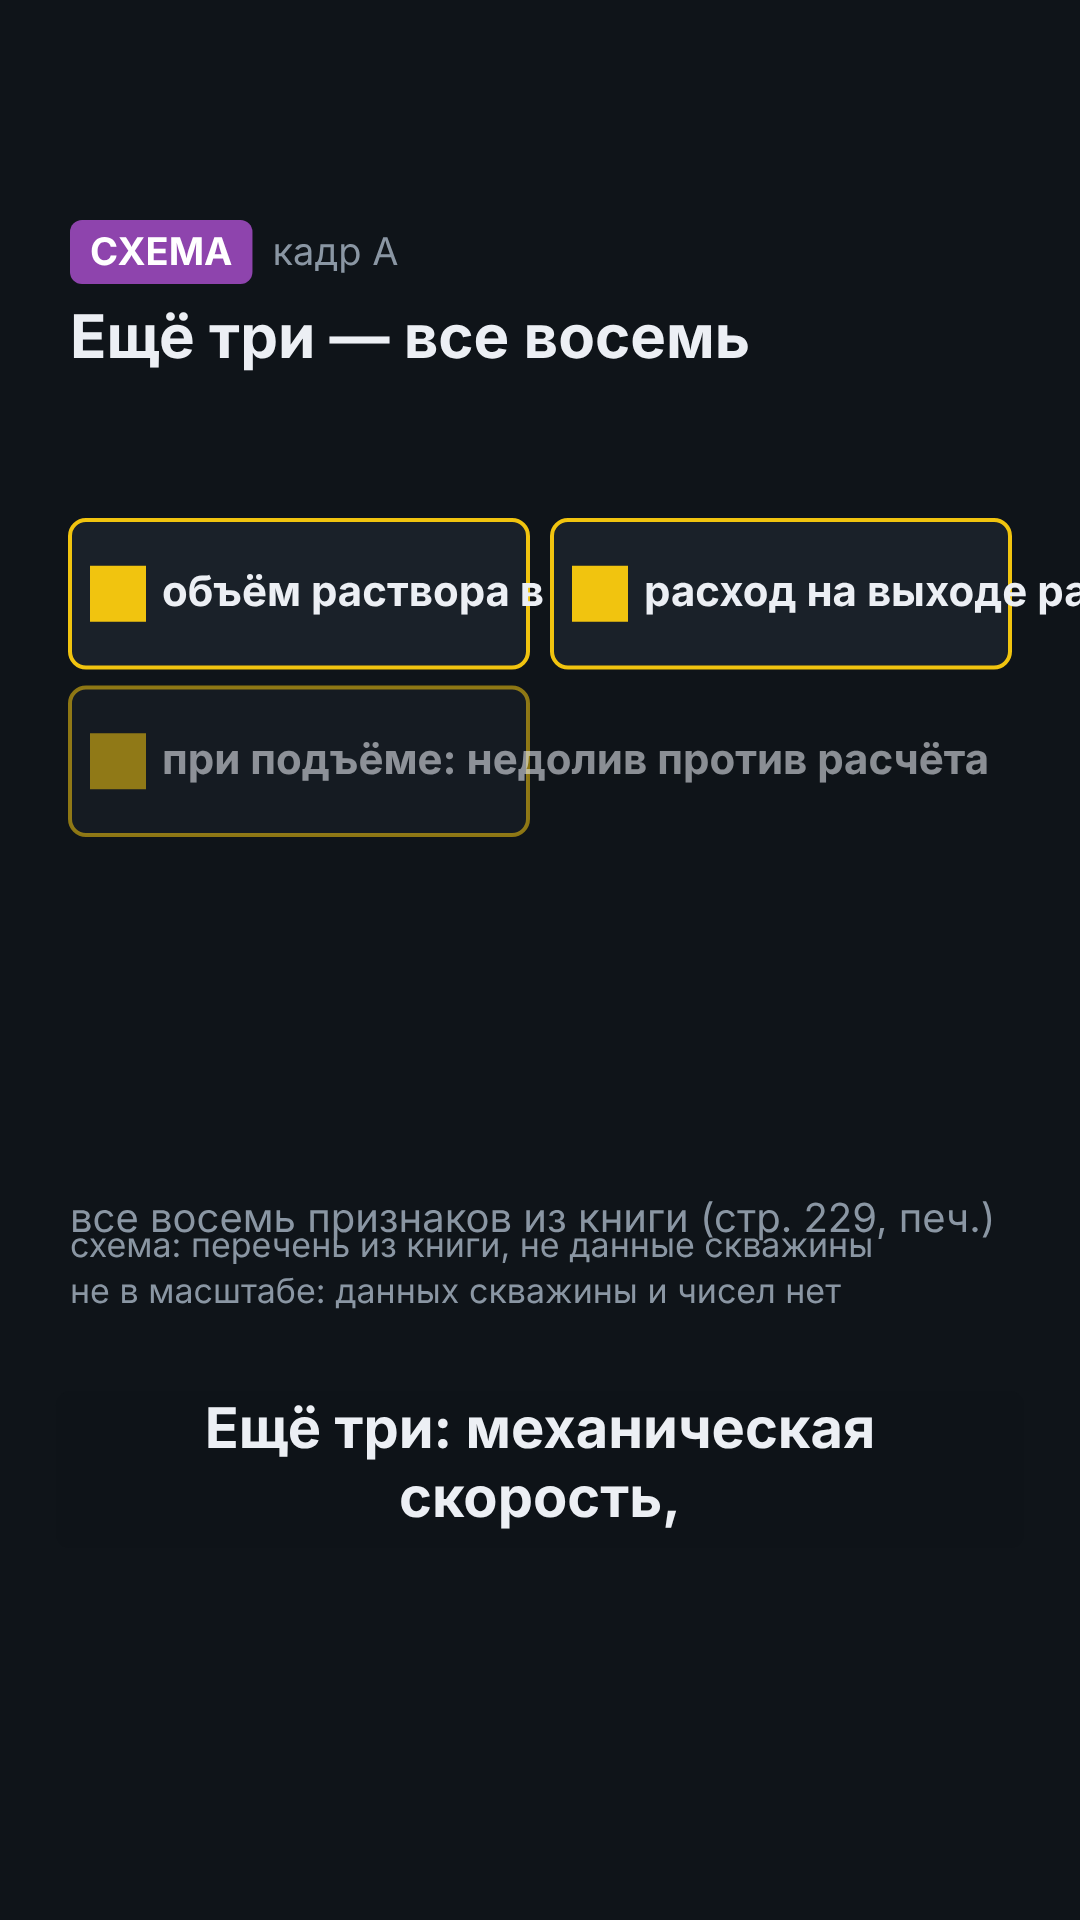 СХЕМА кадр А
Ещё три — все восемь
объём раствора в
расход на выходе
при подъёме: недолив против расчёта
все восемь признаков из книги (стр. 229, печ.)
схема: перечень из книги, не данные скважины
не в масштабе: данных скважины и чисел нет
Ещё три: механическая
скорость,